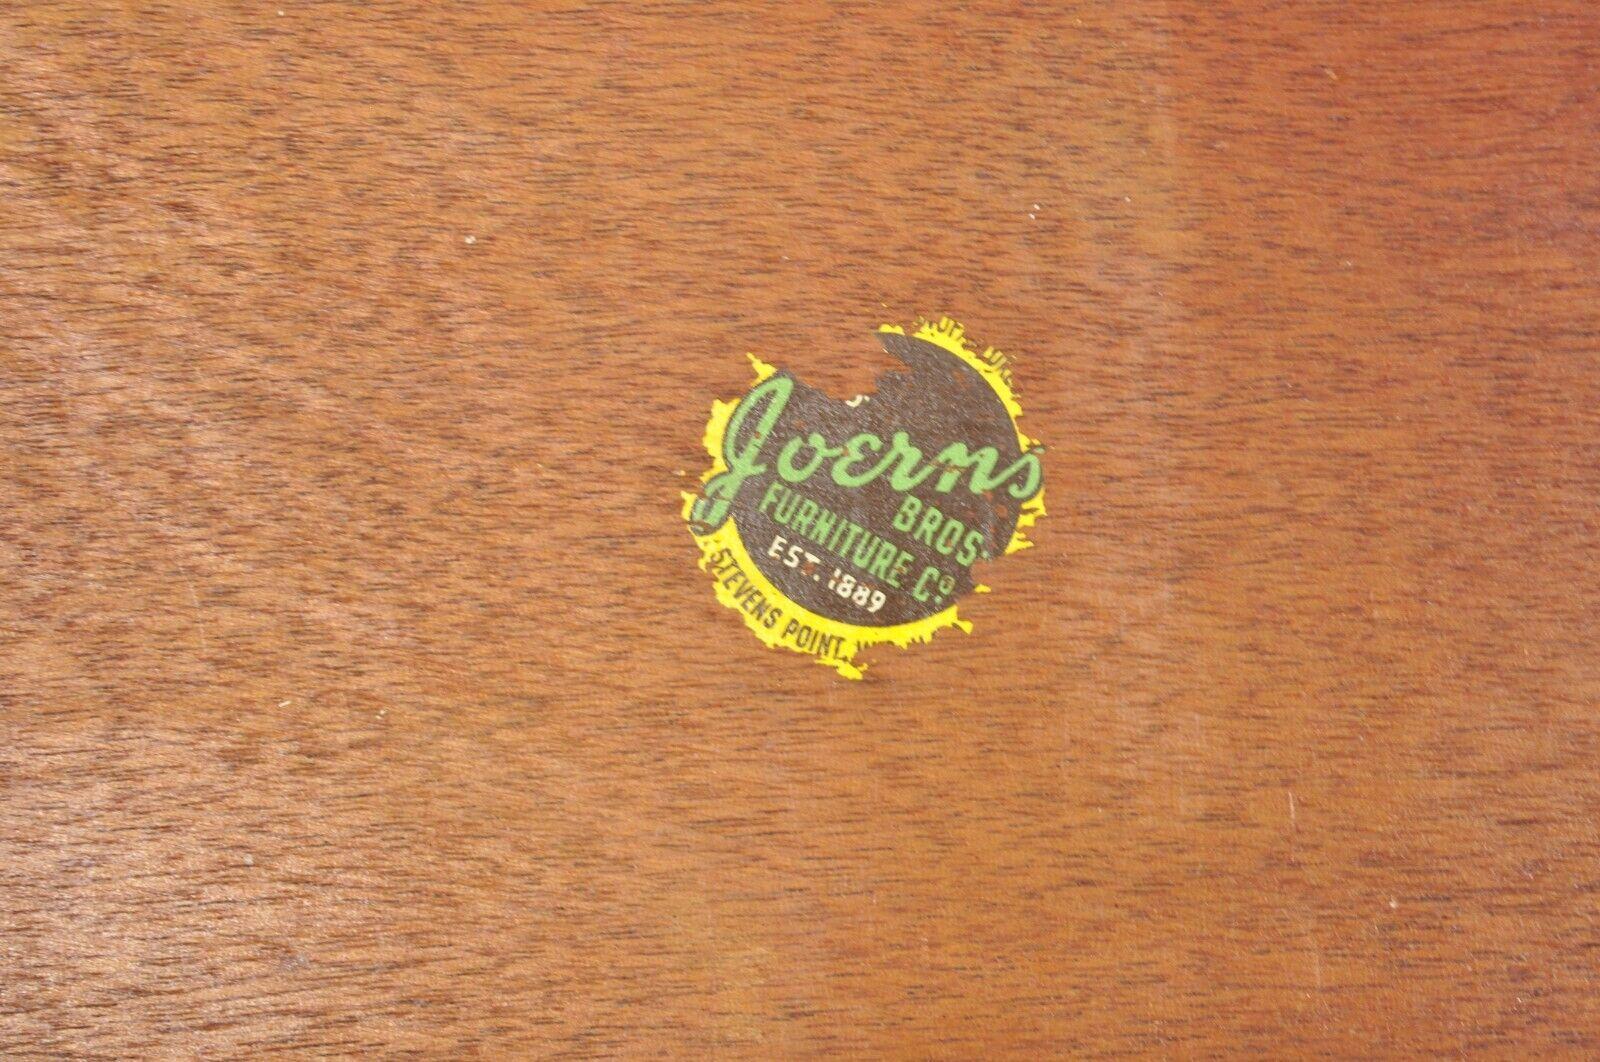 Joerns
BROS.
FURNITURE Cº
EST. 1889
STEVENS POINT,